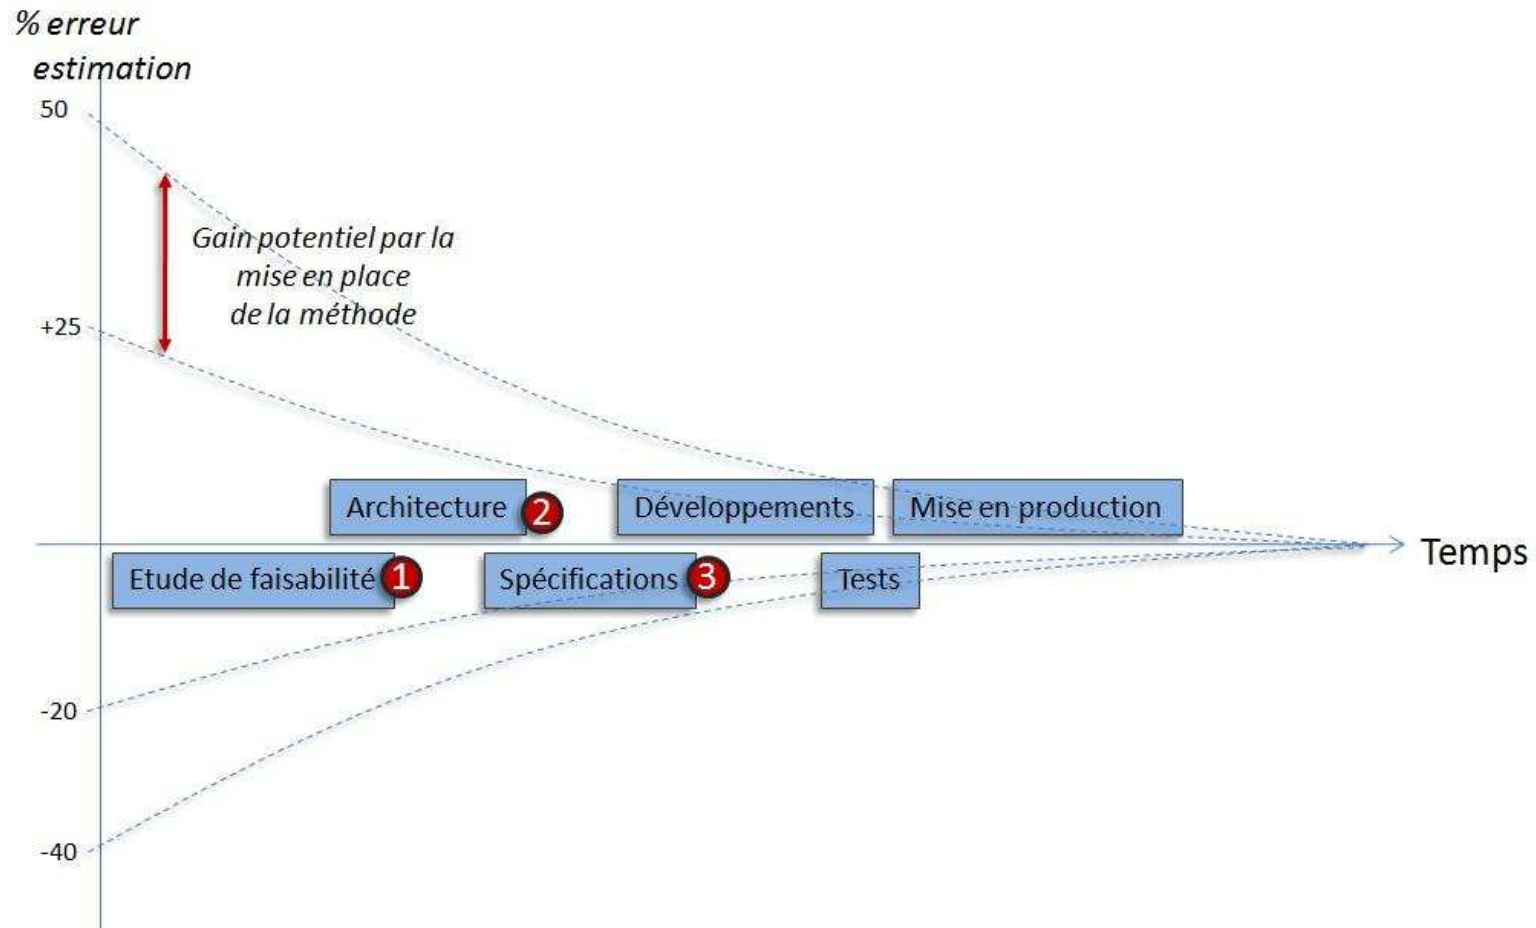 % erreur
estimation
50
Gain potentiel par la
mise en place
de la méthode
+25
Architecture 2
Développements
Mise en production
Temps
Etude de faisabilité 1
Spécifications 3
Tests
-20
-40